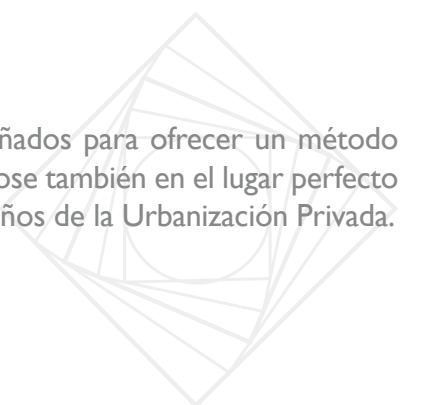 ñados para ofrecer un método
ose también en el lugar perfecto
ños de la Urbanización Privada.